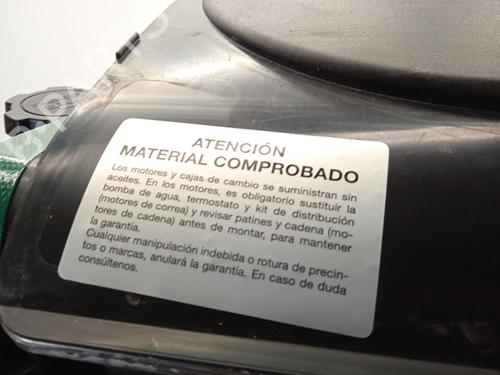 ATENCIÓN
MATERIAL COMPROBADO
Los motores y cajas de cambio se suministran sin
aceites. En los motores, es obligatorio sustituir la
bomba de agua, termostato y kit de distribución
(motores de correa) y revisar patines y cadena (mo-
tores de cadena) antes de montar, para mantener
la garantía.
Cualquier manipulación indebida o rotura de precin-
tos o marcas, anulará la garantía. En caso de duda
consúltenos.